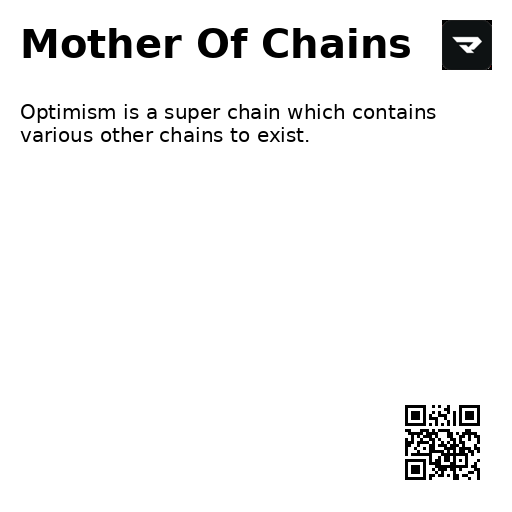 Mother Of Chains
Optimism is a super chain which contains
various other chains to exist.